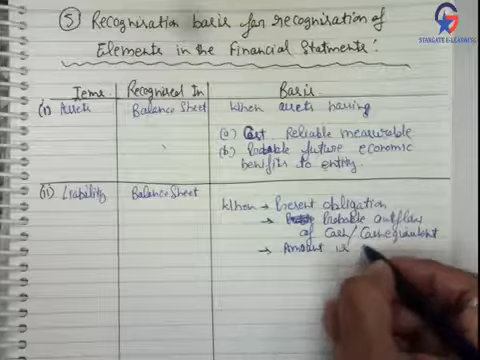 STARGATE E-LEARNING
⑤ Recognisation basis for recognisation of
Elements in the Financial Statments:
Items Recognised In Basis
(i) Assets Balance Sheet When assets having
(a) Cost Reliable measurable
(b) Probable future economic
benefits to entity.
(ii) Liability Balance Sheet When → Present obligation
→ Probable outflow
of Cash/Cash equivalent
→ Amount is